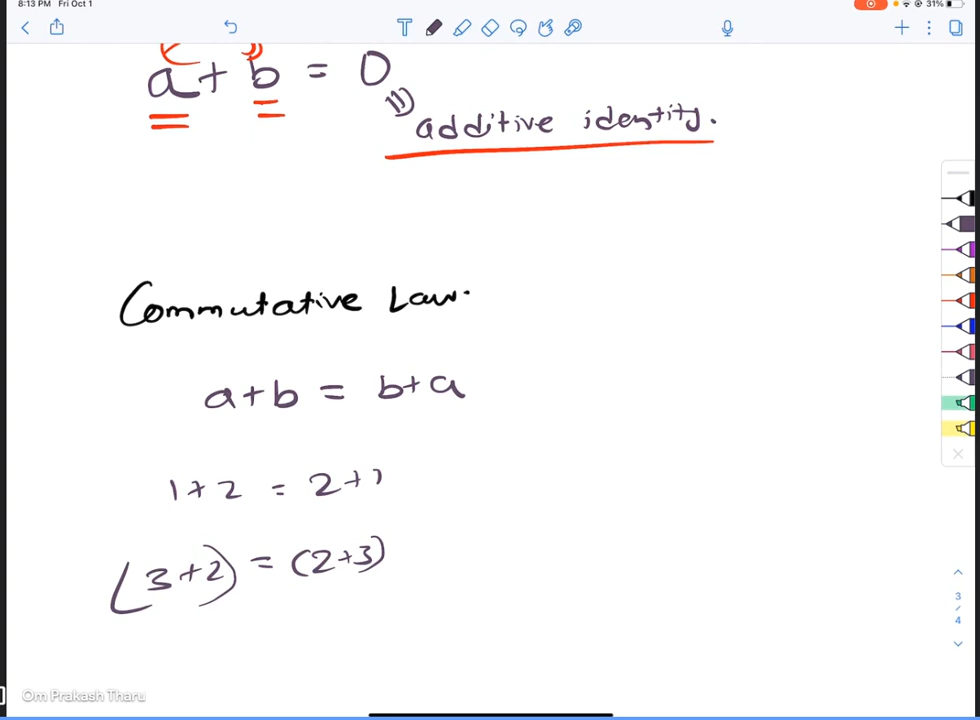 8:13 PM Fri Oct 1
31%
a + b = 0
additive identity.
Commutative Law.
a+b = b+a
1+2 = 2+1
(3+2) = (2+3)
3
/
4
Om Prakash Tharu